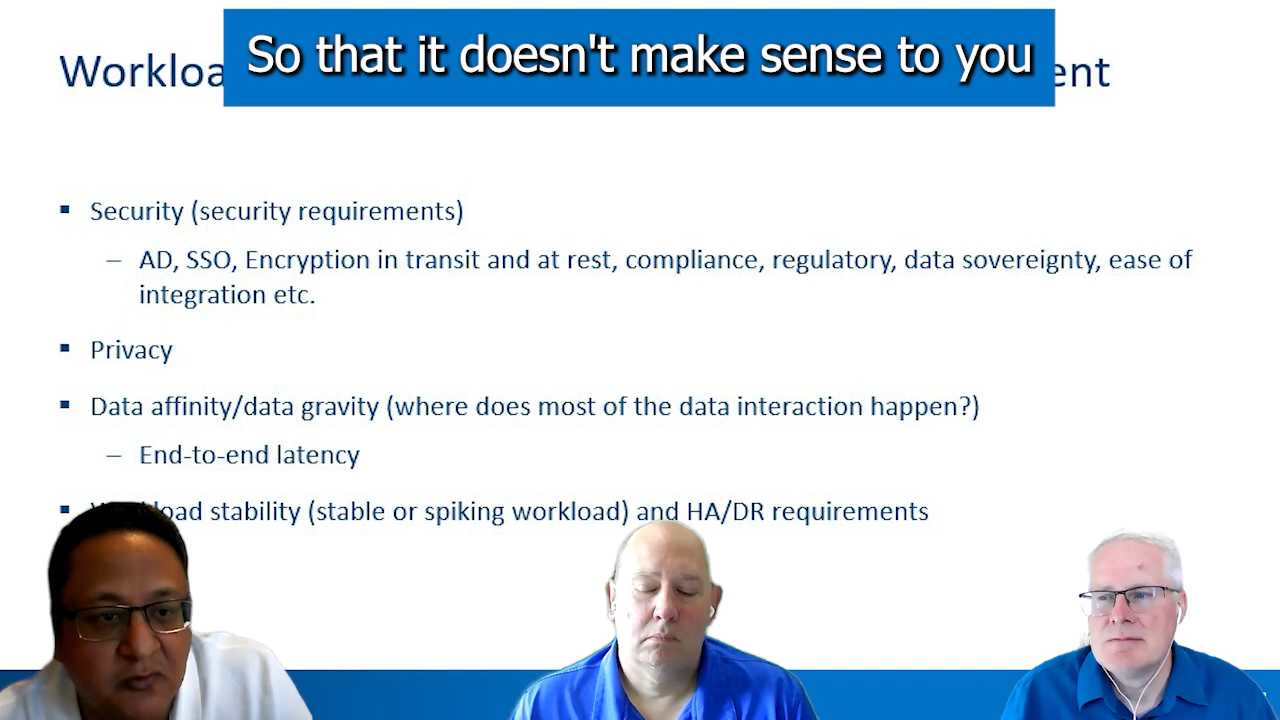 So that it doesn't make sense to you
Workloa ent
Security (security requirements)
– AD, SSO, Encryption in transit and at rest, compliance, regulatory, data sovereignty, ease of
integration etc.
Privacy
Data affinity/data gravity (where does most of the data interaction happen?)
– End-to-end latency
Workload stability (stable or spiking workload) and HA/DR requirements